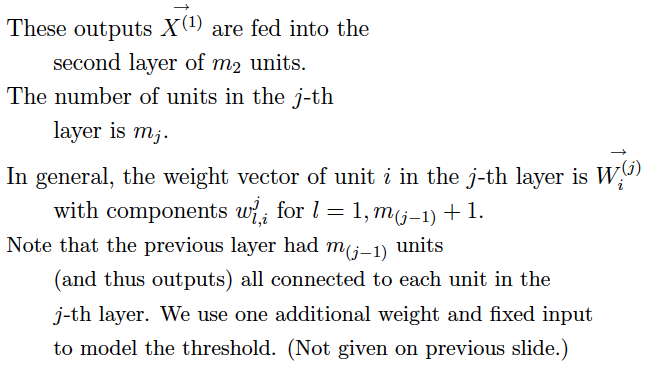 These outputs $\overrightarrow{X^{(1)}}$ are fed into the
second layer of $m_2$ units.
The number of units in the $j$-th
layer is $m_j$.
In general, the weight vector of unit $i$ in the $j$-th layer is $\overrightarrow{W_i^{(j)}}$
with components $w_{l,i}^{j}$ for $l = 1, m_{(j-1)} + 1$.
Note that the previous layer had $m_{(j-1)}$ units
(and thus outputs) all connected to each unit in the
$j$-th layer. We use one additional weight and fixed input
to model the threshold. (Not given on previous slide.)